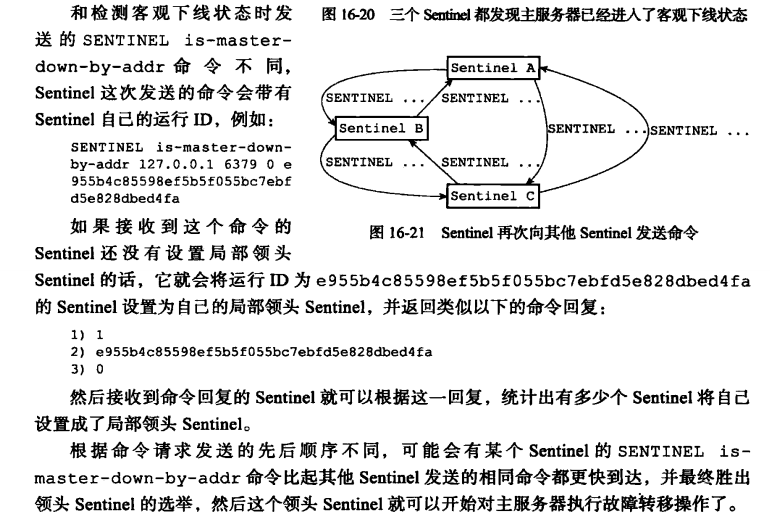 和检测客观下线状态时发
送的 SENTINEL is-master-
down-by-addr 命令不同，
Sentinel 这次发送的命令会带有
Sentinel 自己的运行 ID，例如：
SENTINEL is-master-down-
by-addr 127.0.0.1 6379 0 e
955b4c85598ef5b5f055bc7ebf
d5e828dbed4fa
如果接收到这个命令的
Sentinel 还没有设置局部领头
图 16-20 三个 Sentinel 都发现主服务器已经进入了客观下线状态
Sentinel A
SENTINEL ...
SENTINEL ...
Sentinel B
SENTINEL ...
SENTINEL ...
SENTINEL ...
SENTINEL ...
Sentinel C
图 16-21 Sentinel 再次向其他 Sentinel 发送命令
Sentinel 的话，它就会将运行 ID 为 e955b4c85598ef5b5f055bc7ebfd5e828dbed4fa
的 Sentinel 设置为自己的局部领头 Sentinel，并返回类似以下的命令回复：
1) 1
2) e955b4c85598ef5b5f055bc7ebfd5e828dbed4fa
3) 0
然后接收到命令回复的 Sentinel 就可以根据这一回复，统计出有多少个 Sentinel 将自己
设置成了局部领头 Sentinel。
根据命令请求发送的先后顺序不同，可能会有某个 Sentinel 的 SENTINEL is-
master-down-by-addr 命令比起其他 Sentinel 发送的相同命令都更快到达，并最终胜出
领头 Sentinel 的选举，然后这个领头 Sentinel 就可以开始对主服务器执行故障转移操作了。